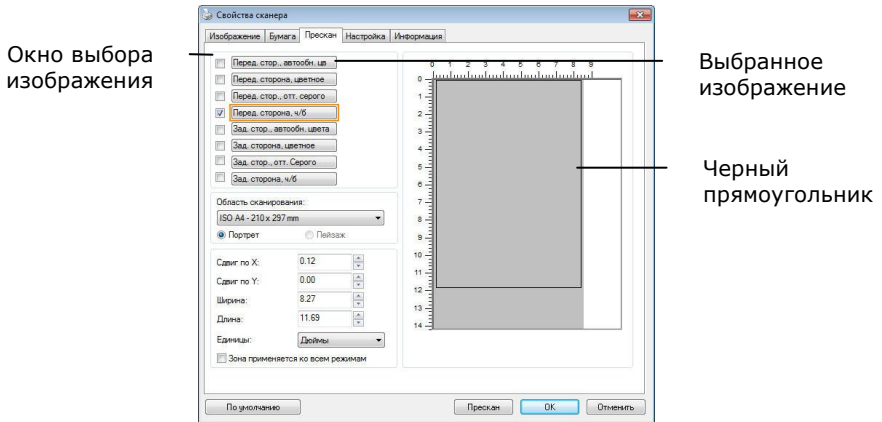 Свойства сканера
Изображение Бумага Прескан Настройка Информация
Окно выбора
изображения
Перед. стор., автообн. цв
Перед. сторона, цветное
Перед. стор., отт. серого
Перед. сторона, ч/б
Зад. стор., автообн. цвета
Зад. сторона, цветное
Зад. стор., отт. Серого
Зад. сторона, ч/б
Область сканирования:
ISO A4 - 210 x 297 mm
Портрет Пейзаж
Сдвиг по X: 0.12
Сдвиг по Y: 0.00
Ширина: 8.27
Длина: 11.69
Единицы: Дюймы
Зона применяется ко всем режимам
0 1 2 3 4 5 6 7 8 9
0
1
2
3
4
5
6
7
8
9
10
11
12
13
14
Выбранное
изображение
Черный
прямоугольник
По умолчанию Прескан OK Отменить